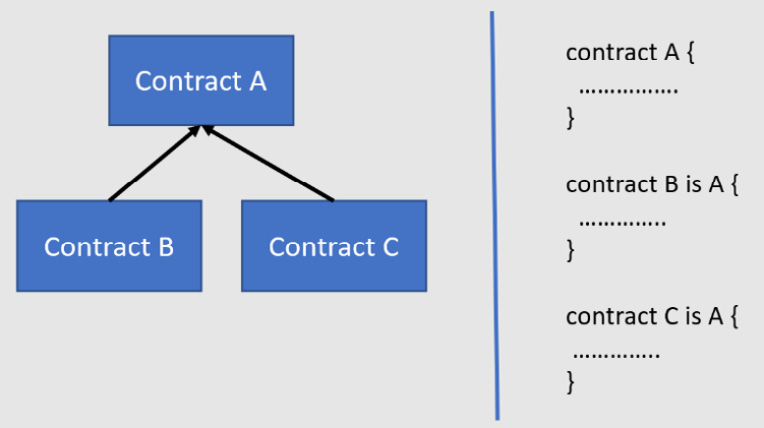 Contract A
Contract B
Contract C
contract A {
................
}
contract B is A {
..............
}
contract C is A {
..............
}